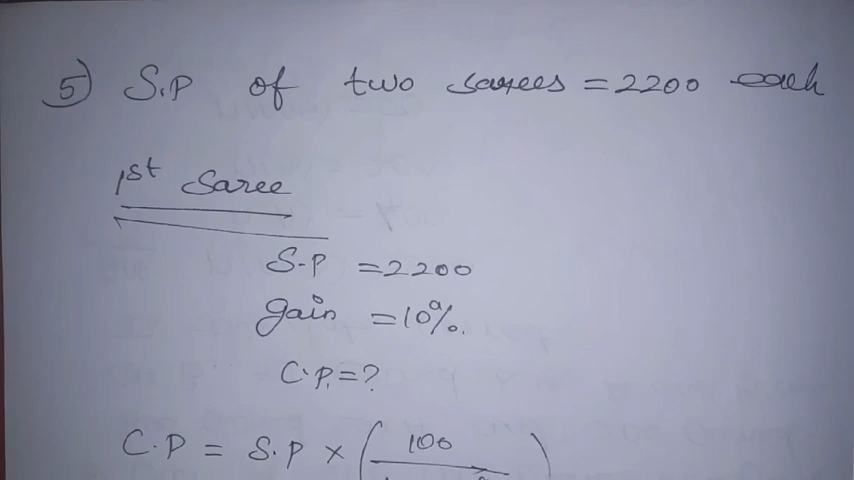 5) S.P of two sarees = 2200 each
1st Saree
S.P = 2200
gain = 10%.
C.P. = ?
C.P = S.P × ( 100 )